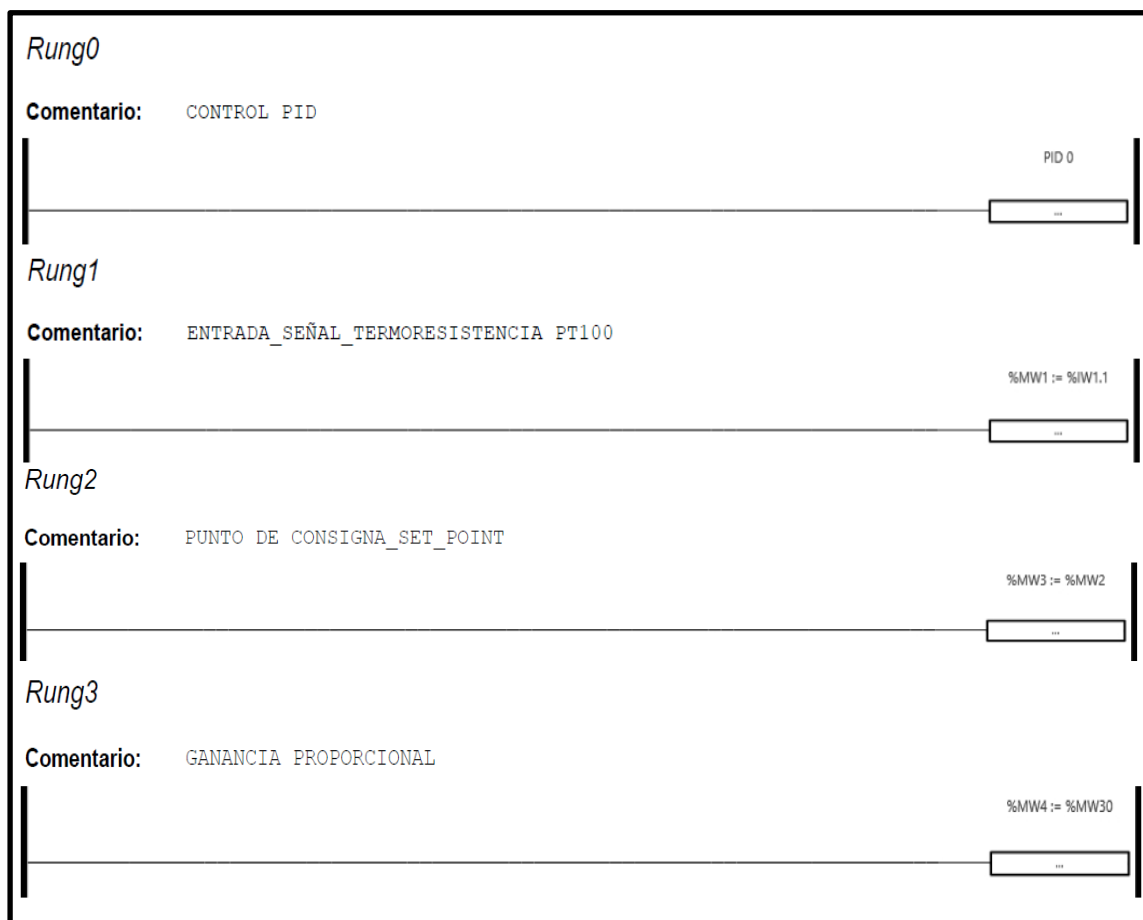 Rung0
Comentario: CONTROL PID
PID 0
...
Rung1
Comentario: ENTRADA_SEÑAL_TERMORESISTENCIA PT100
%MW1 := %IW1.1
...
Rung2
Comentario: PUNTO DE CONSIGNA_SET_POINT
%MW3 := %MW2
...
Rung3
Comentario: GANANCIA PROPORCIONAL
%MW4 := %MW30
...